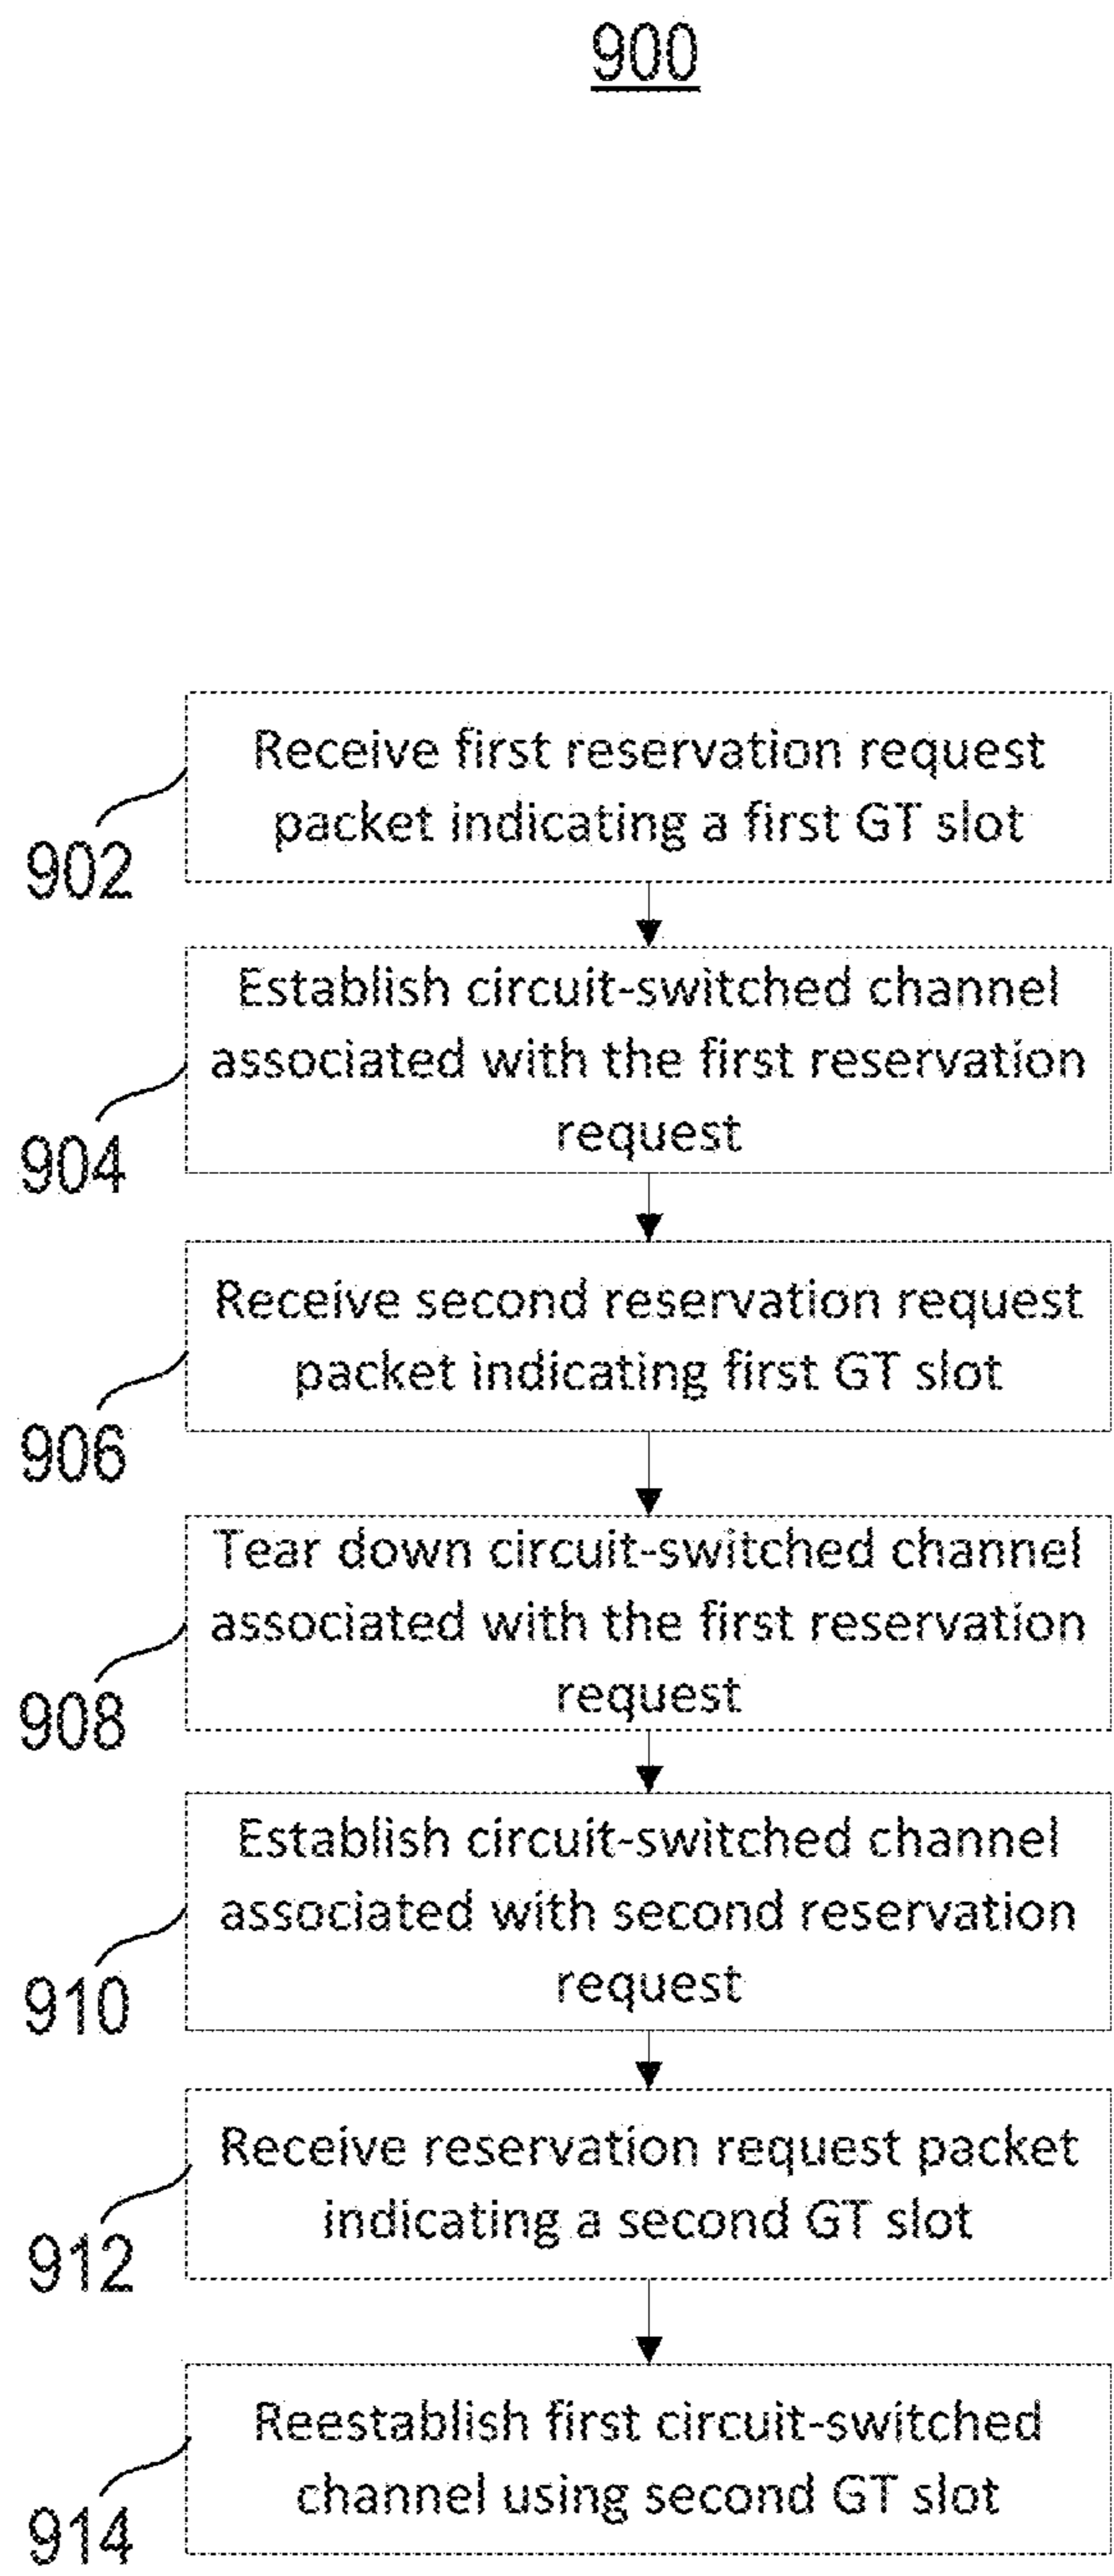 900
Receive first reservation request
packet indicating a first GT slot
902
Establish circuit-switched channel
associated with the first reservation
request
904
Receive second reservation request
packet indicating first GT slot
906
Tear down circuit-switched channel
associated with the first reservation
request
908
Establish circuit-switched channel
associated with second reservation
request
910
Receive reservation request packet
indicating a second GT slot
912
Reestablish first circuit-switched
channel using second GT slot
914